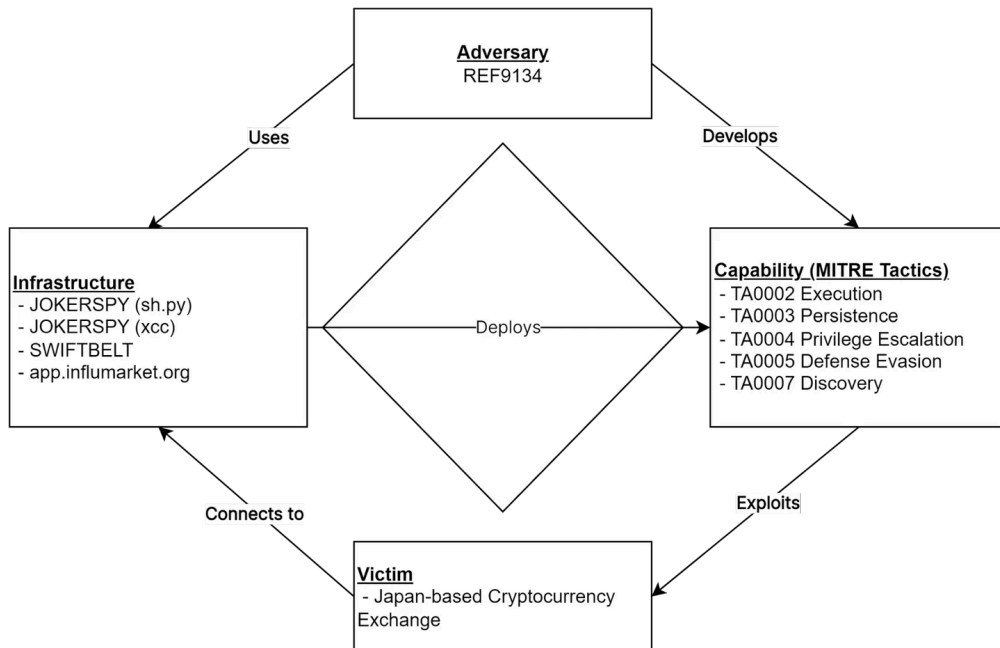 Adversary
REF9134
Uses
Develops
Infrastructure
- JOKERSPY (sh.py)
- JOKERSPY (xcc)
- SWIFTBELT
- app.influmarket.org
Deploys
Capability (MITRE Tactics)
- TA0002 Execution
- TA0003 Persistence
- TA0004 Privilege Escalation
- TA0005 Defense Evasion
- TA0007 Discovery
Connects to
Exploits
Victim
- Japan-based Cryptocurrency
Exchange